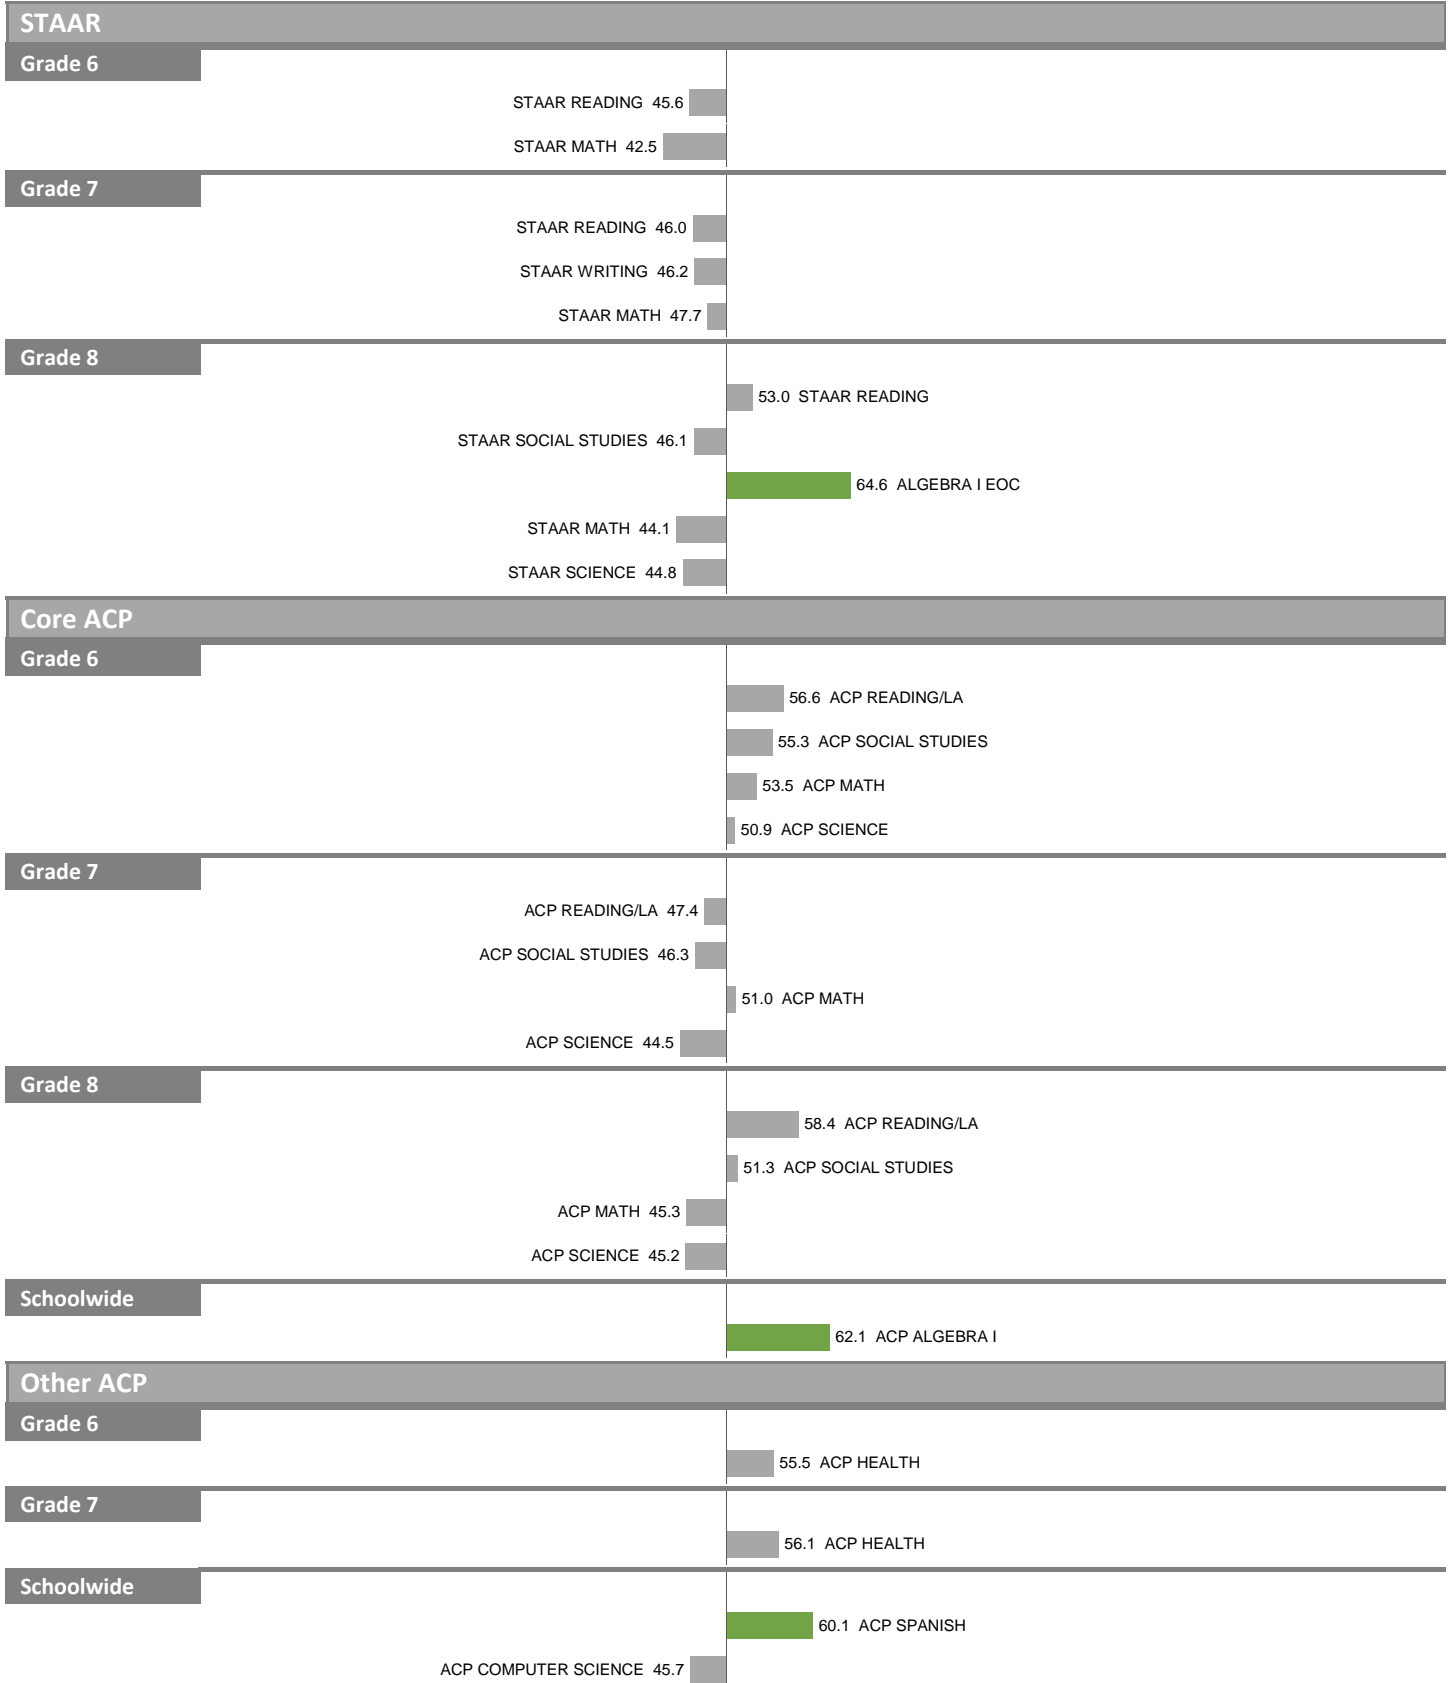 STAAR
Grade 6
STAAR READING 45.6
STAAR MATH 42.5
Grade 7
STAAR READING 46.0
STAAR WRITING 46.2
STAAR MATH 47.7
Grade 8
53.0 STAAR READING
STAAR SOCIAL STUDIES 46.1
64.6 ALGEBRA I EOC
STAAR MATH 44.1
STAAR SCIENCE 44.8
Core ACP
Grade 6
56.6 ACP READING/LA
55.3 ACP SOCIAL STUDIES
53.5 ACP MATH
50.9 ACP SCIENCE
Grade 7
ACP READING/LA 47.4
ACP SOCIAL STUDIES 46.3
51.0 ACP MATH
ACP SCIENCE 44.5
Grade 8
58.4 ACP READING/LA
51.3 ACP SOCIAL STUDIES
ACP MATH 45.3
ACP SCIENCE 45.2
Schoolwide
62.1 ACP ALGEBRA I
Other ACP
Grade 6
55.5 ACP HEALTH
Grade 7
56.1 ACP HEALTH
Schoolwide
60.1 ACP SPANISH
ACP COMPUTER SCIENCE 45.7